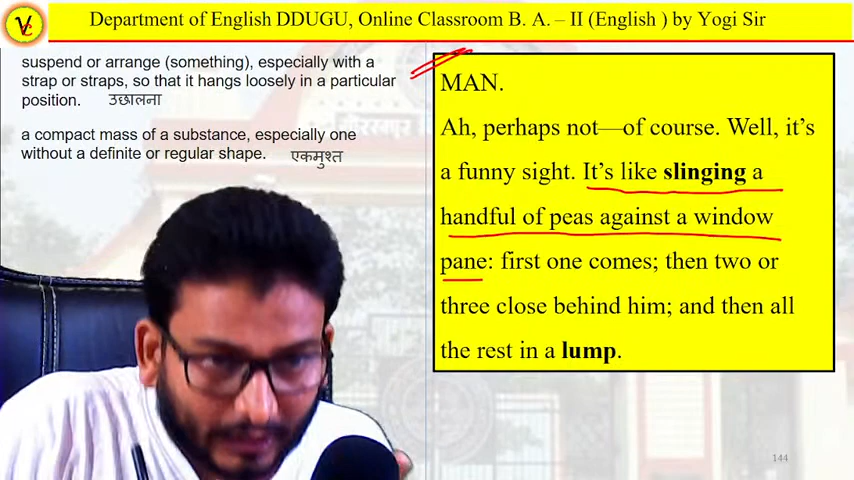 Department of English DDUGU, Online Classroom B. A. – II (English ) by Yogi Sir
suspend or arrange (something), especially with a
strap or straps, so that it hangs loosely in a particular
position. उछालना
a compact mass of a substance, especially one
without a definite or regular shape. एकमुश्त
MAN.
Ah, perhaps not—of course. Well, it’s
a funny sight. It’s like slinging a
handful of peas against a window
pane: first one comes; then two or
three close behind him; and then all
the rest in a lump.
144